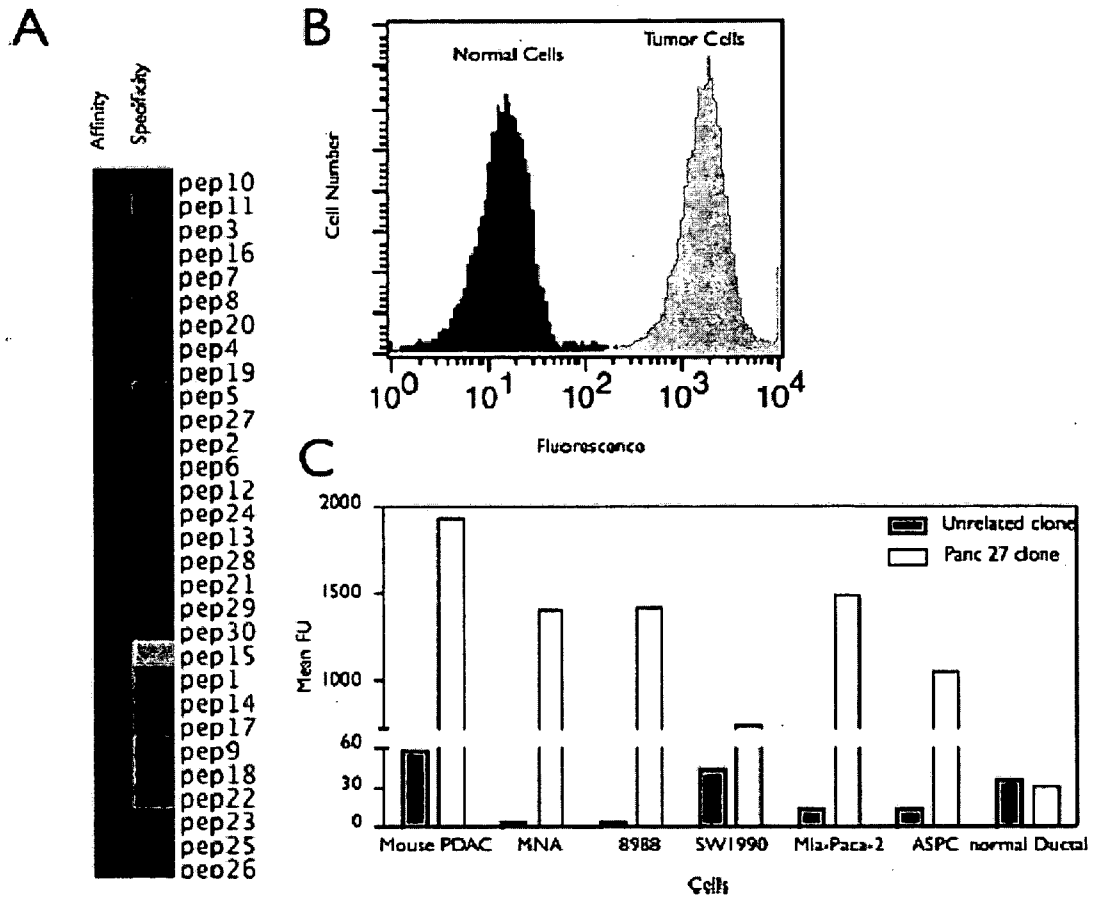 A
Affinity
Specificity
pep10
pep11
pep3
pep16
pep7
pep8
pep20
pep4
pep19
pep5
pep27
pep2
pep6
pep12
pep24
pep13
pep28
pep21
pep29
pep30
pep15
pep1
pep14
pep17
pep9
pep18
pep22
pep23
pep25
pep26
B
Normal Cells
Tumor Cells
Cell Number
10^0 10^1 10^2 10^3 10^4
Fluorescence
C
2000
1500
1000
60
30
0
Mean FU
Unrelated clone
Panc 27 clone
Mouse PDAC MNA 8988 SW1990 Mia-Paca-2 ASPC normal Ductal
Cells